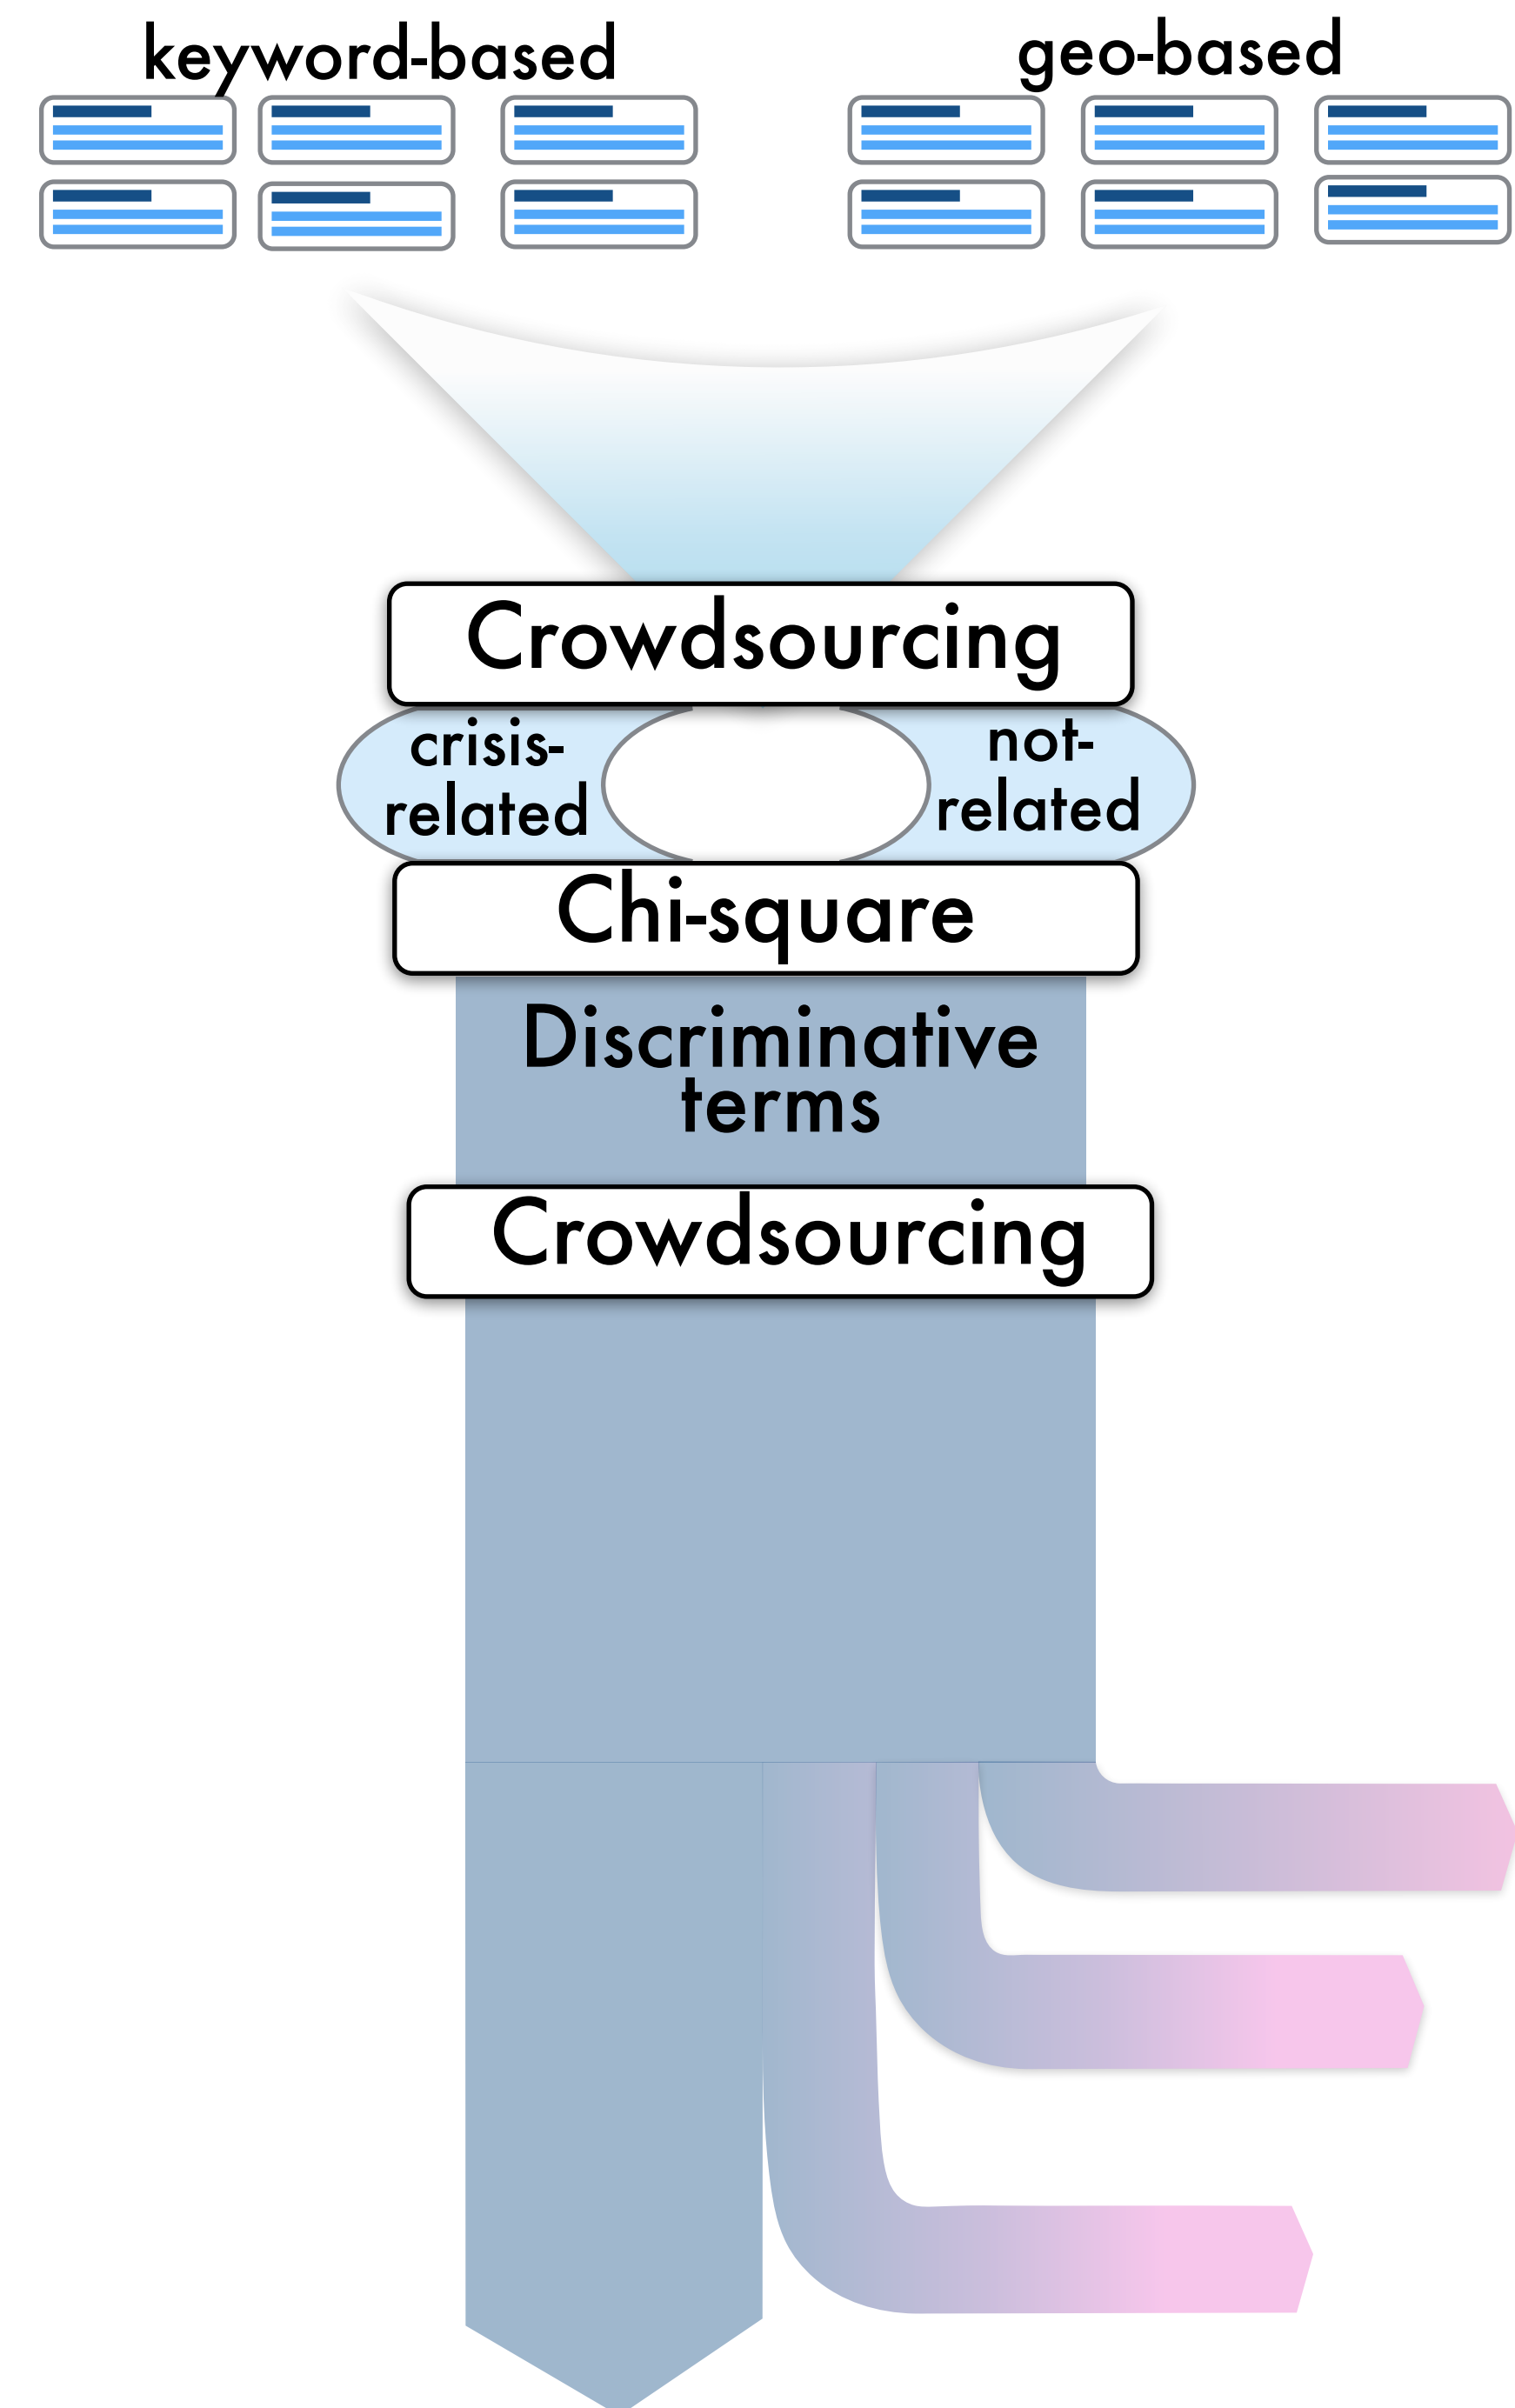 keyword-based
geo-based
Crowdsourcing
crisis-
related
not-
related
Chi-square
Discriminative
terms
Crowdsourcing